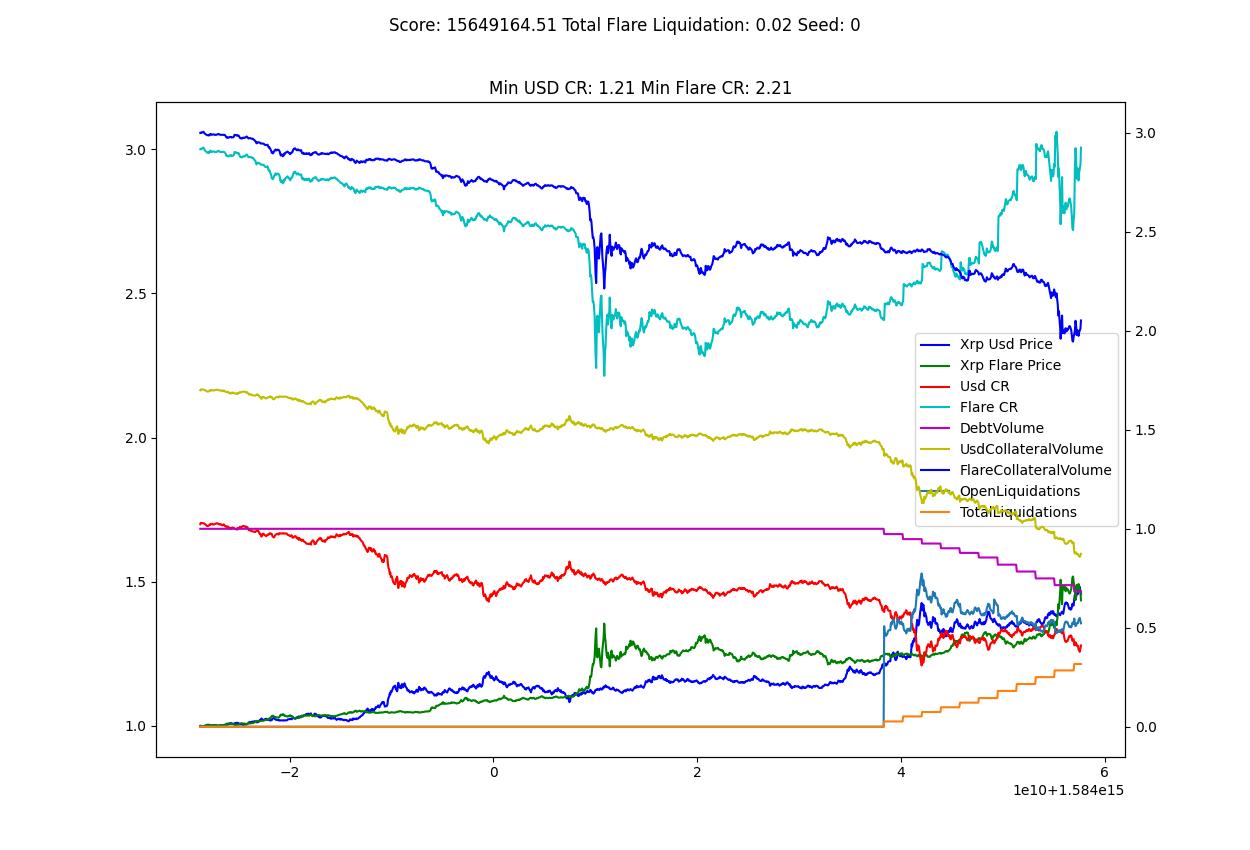 Score: 15649164.51 Total Flare Liquidation: 0.02 Seed: 0
Min USD CR: 1.21 Min Flare CR: 2.21
3.0
2.5
2.0
1.5
1.0
3.0
2.5
2.0
1.5
1.0
0.5
0.0
Xrp Usd Price
Xrp Flare Price
Usd CR
Flare CR
DebtVolume
UsdCollateralVolume
FlareCollateralVolume
OpenLiquidations
TotalLiquidations
−2 0 2 4 6
1e10+1.584e15